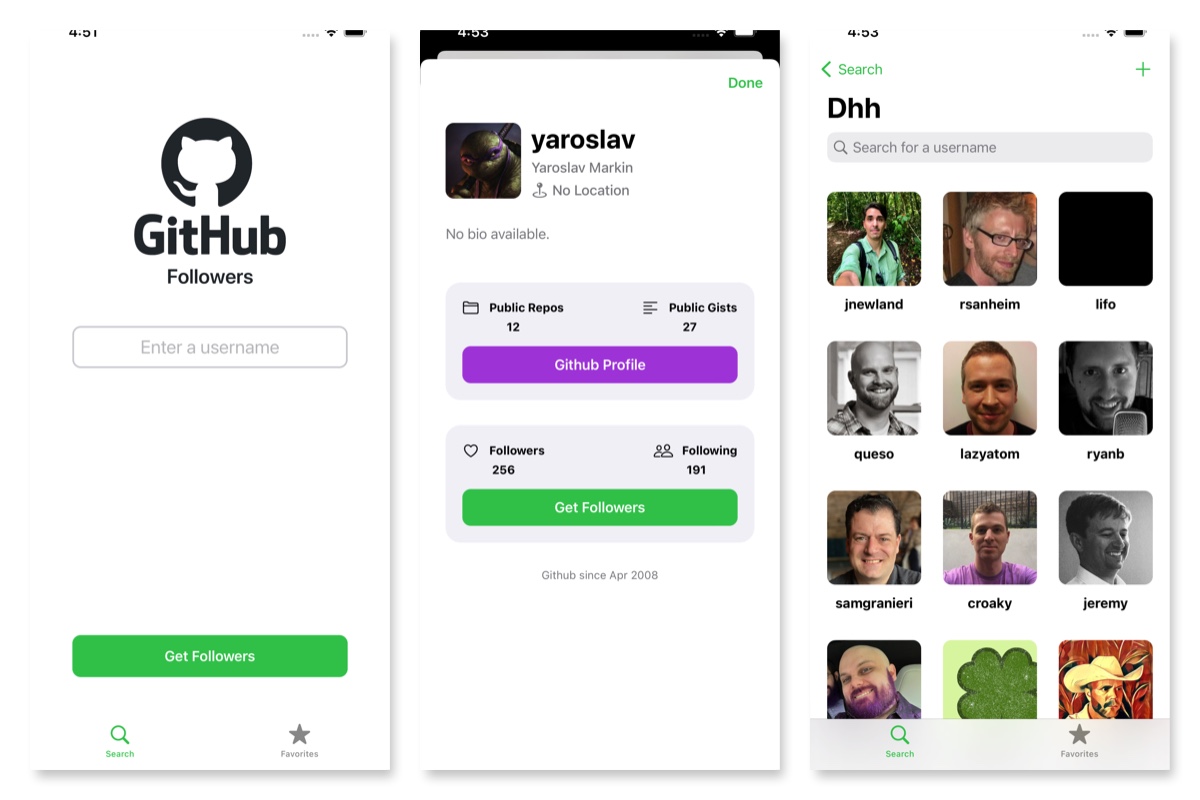 4:51
GitHub
Followers
Enter a username
Get Followers
Search
Favorites
4:53
Done
yaroslav
Yaroslav Markin
No Location
No bio available.
Public Repos
12
Public Gists
27
Github Profile
Followers
256
Following
191
Get Followers
Github since Apr 2008
4:53
Search
Dhh
Search for a username
jnewland
rsanheim
lifo
queso
lazyatom
ryanb
samgranieri
croaky
jeremy
Search
Favorites